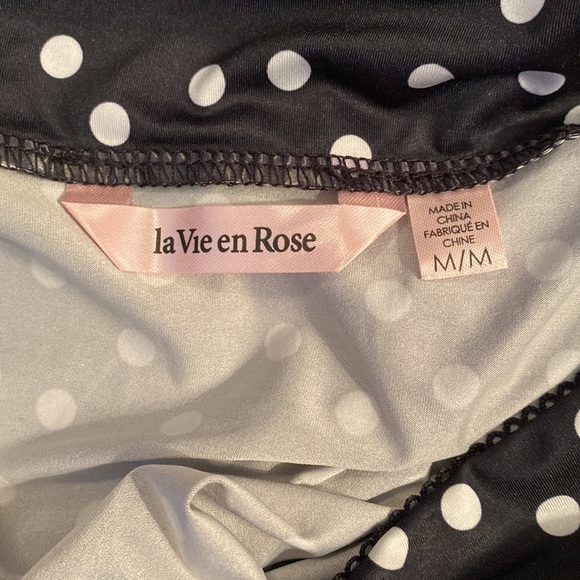 la Vie en Rose
MADE IN
CHINA
FABRIQUÉ EN
CHINE
M/M